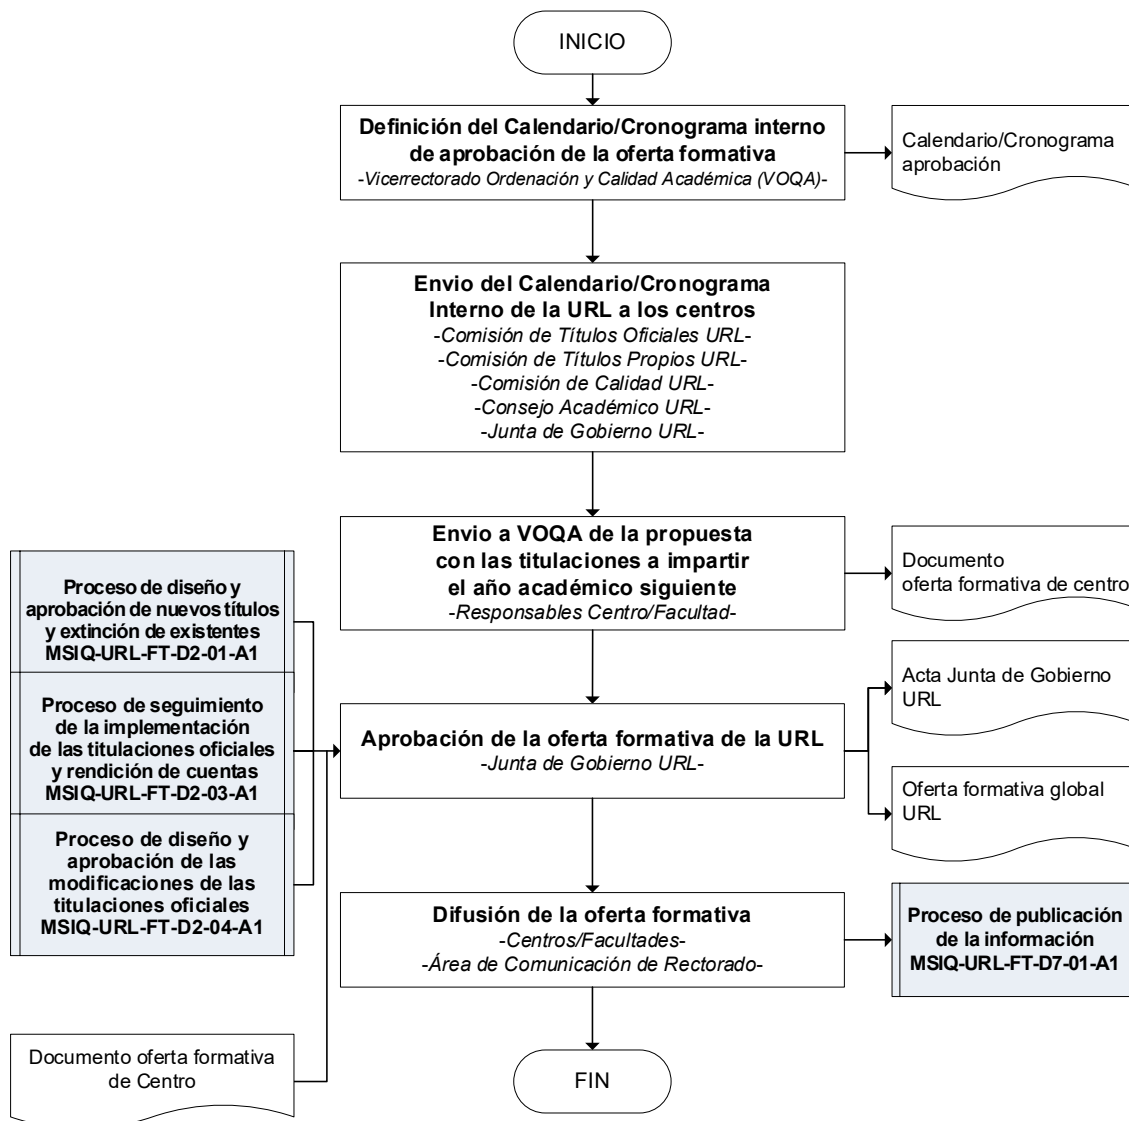 INICIO
Definición del Calendario/Cronograma interno
de aprobación de la oferta formativa
-Vicerrectorado Ordenación y Calidad Académica (VOQA)-
Calendario/Cronograma
aprobación
Envio del Calendario/Cronograma
Interno de la URL a los centros
-Comisión de Títulos Oficiales URL-
-Comisión de Títulos Propios URL-
-Comisión de Calidad URL-
-Consejo Académico URL-
-Junta de Gobierno URL-
Envio a VOQA de la propuesta
con las titulaciones a impartir
el año académico siguiente
-Responsables Centro/Facultad-
Documento
oferta formativa de centro
Proceso de diseño y
aprobación de nuevos títulos
y extinción de existentes
MSIQ-URL-FT-D2-01-A1
Proceso de seguimiento
de la implementación
de las titulaciones oficiales
y rendición de cuentas
MSIQ-URL-FT-D2-03-A1
Proceso de diseño y
aprobación de las
modificaciones de las
titulaciones oficiales
MSIQ-URL-FT-D2-04-A1
Documento oferta formativa
de Centro
Aprobación de la oferta formativa de la URL
-Junta de Gobierno URL-
Acta Junta de Gobierno
URL
Oferta formativa global
URL
Difusión de la oferta formativa
-Centros/Facultades-
-Área de Comunicación de Rectorado-
Proceso de publicación
de la información
MSIQ-URL-FT-D7-01-A1
FIN